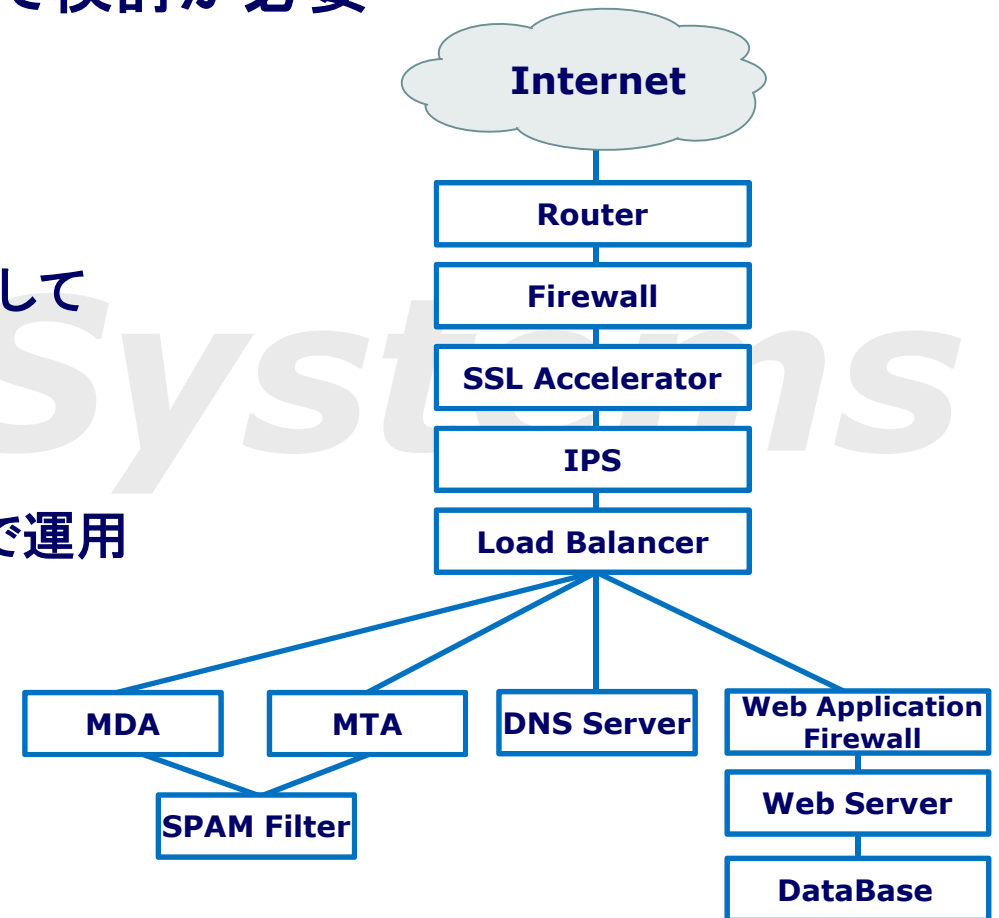 で検討が必要
Internet
Router
して
Firewall
Systems
SSL Accelerator
IPS
で運用
Load Balancer
MDA
MTA
DNS Server
Web Application
Firewall
SPAM Filter
Web Server
DataBase